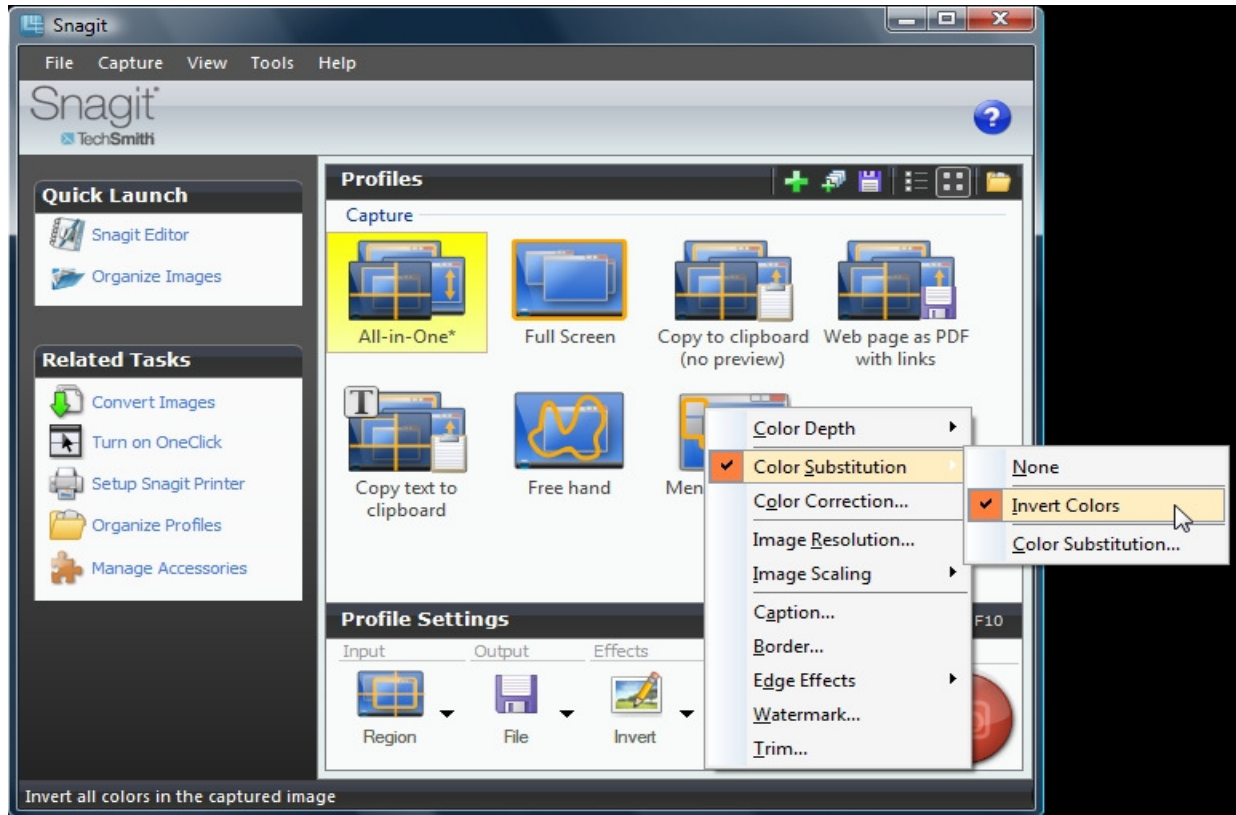 Snagit
File Capture View Tools Help
Snagit
TechSmith
?
Quick Launch
Snagit Editor
Organize Images
Related Tasks
Convert Images
Turn on OneClick
Setup Snagit Printer
Organize Profiles
Manage Accessories
Profiles
Capture
All-in-One*
Full Screen
Copy to clipboard
(no preview)
Web page as PDF
with links
T
Copy text to
clipboard
Free hand
Men
Color Depth
Color Substitution
Color Correction...
Image Resolution...
Image Scaling
Caption...
Border...
Edge Effects
Watermark...
Trim...
None
Invert Colors
Color Substitution...
Profile Settings
F10
Input
Output
Effects
Region
File
Invert
Invert all colors in the captured image